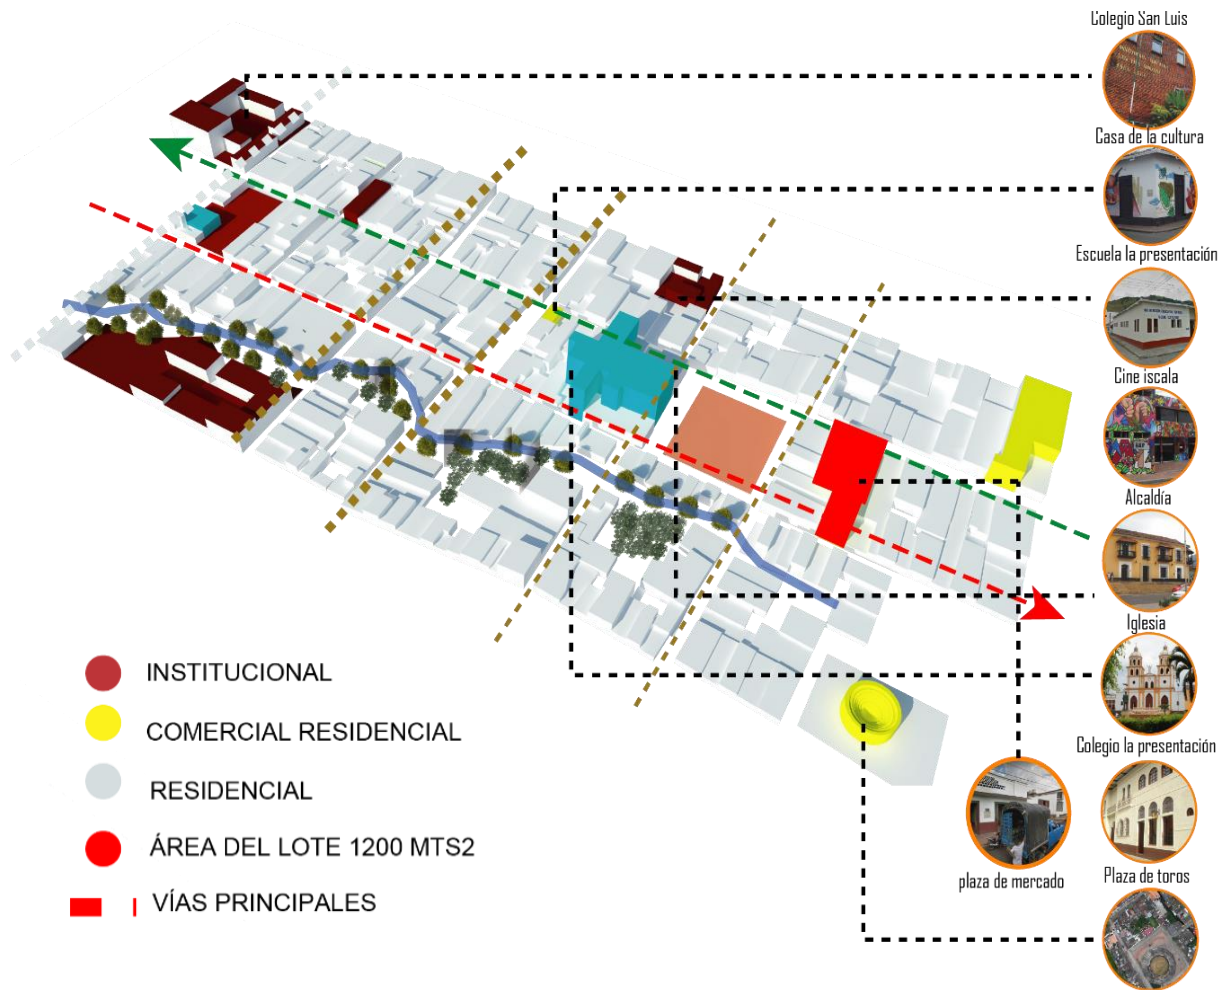 Colegio San Luis
Casa de la cultura
Escuela la presentación
Cine iscala
Alcaldía
Iglesia
Colegio la presentación
Plaza de toros
plaza de mercado
INSTITUCIONAL
COMERCIAL RESIDENCIAL
RESIDENCIAL
ÁREA DEL LOTE 1200 MTS2
VÍAS PRINCIPALES